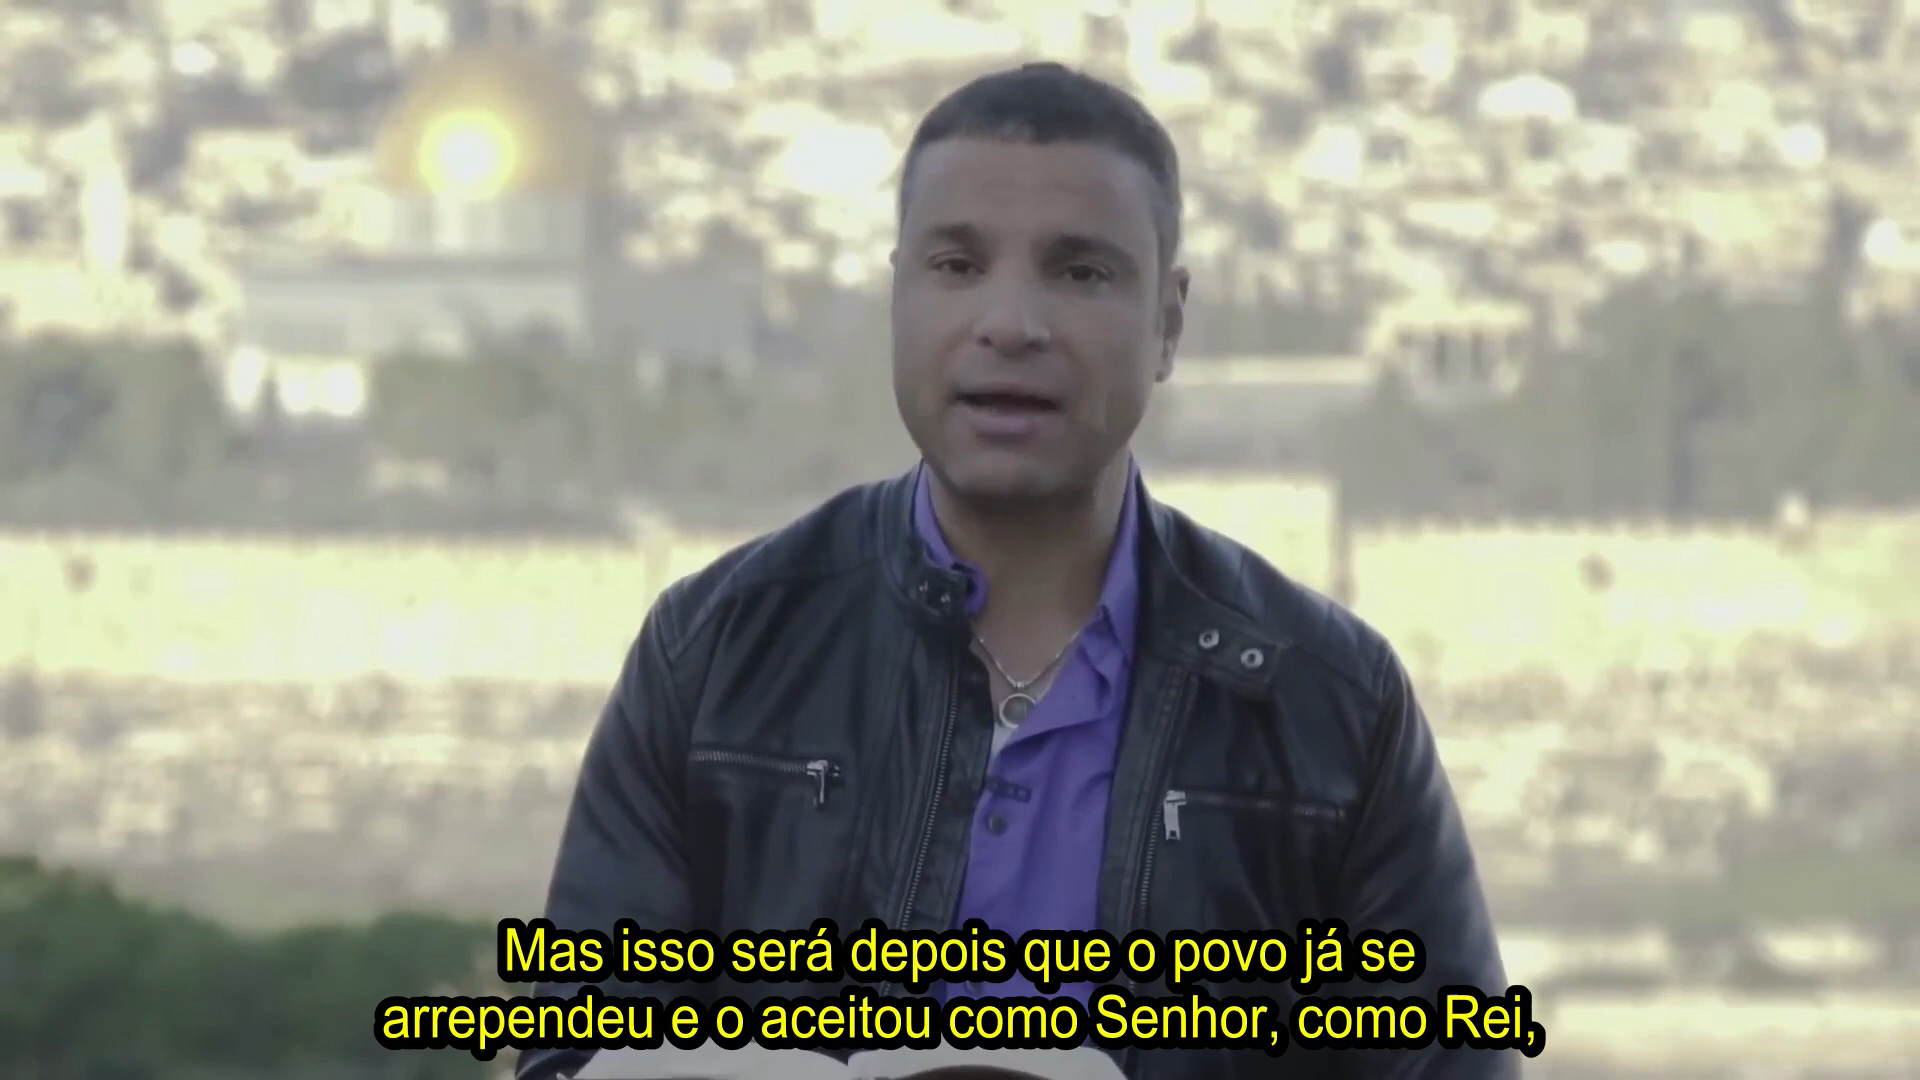 Mas isso será depois que o povo já se
arrependeu e o aceitou como Senhor, como Rei,